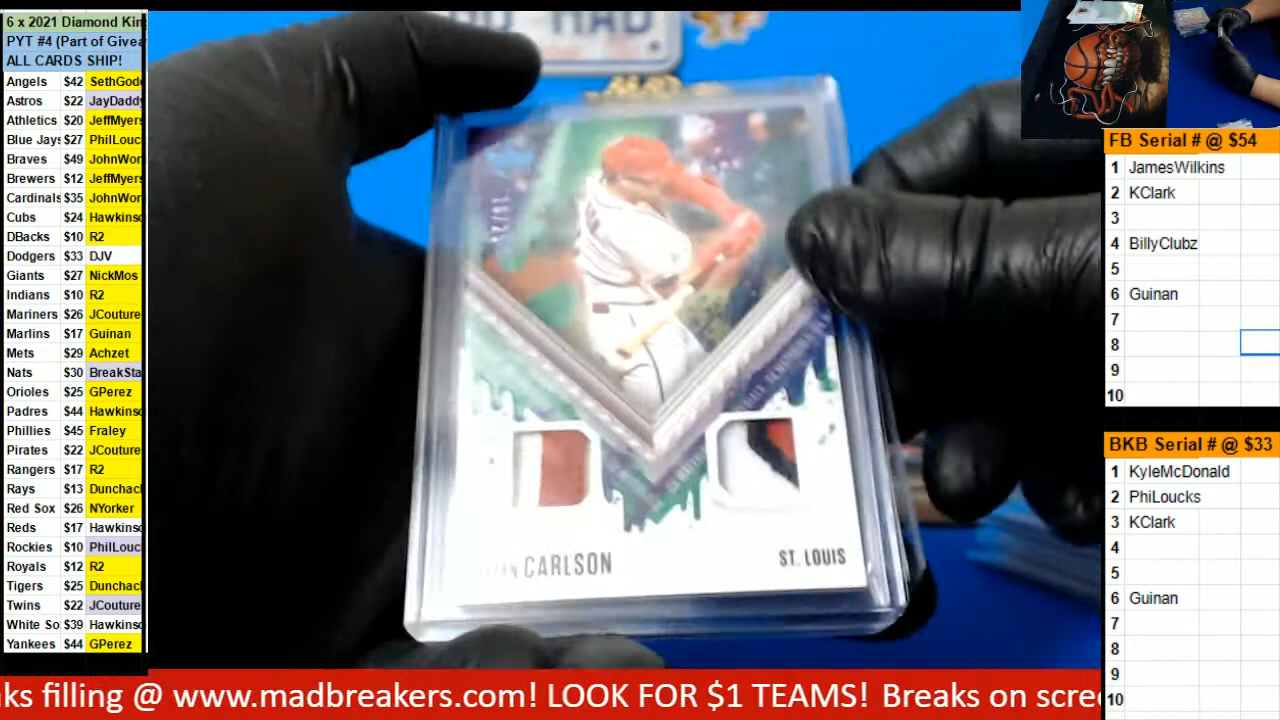 6 x 2021 Diamond Kin
PYT #4 (Part of Givea
ALL CARDS SHIP!
Angels $42 SethGod
Astros $22 JayDaddy
Athletics $20 JeffMyers
Blue Jays $27 PhilLouc
Braves $49 JohnWor
Brewers $12 JeffMyers
Cardinals $35 JohnWor
Cubs $24 Hawkins
DBacks $10 R2
Dodgers $33 DJV
Giants $27 NickMos
Indians $10 R2
Mariners $26 JCouture
Marlins $17 Guinan
Mets $29 Achzet
Nats $30 BreakSta
Orioles $25 GPerez
Padres $44 Hawkins
Phillies $45 Fraley
Pirates $22 JCouture
Rangers $17 R2
Rays $13 Dunchac
Red Sox $26 NYorker
Reds $17 Hawkins
Rockies $10 PhilLouc
Royals $12 R2
Tigers $25 Dunchac
Twins $22 JCouture
White So $39 Hawkins
Yankees $44 GPerez
MAD
CARLSON
ST. LOUIS
FB Serial # @ $54
1 JamesWilkins
2 KClark
3
4 BillyClubz
5
6 Guinan
7
8
9
10
BKB Serial # @ $33
1 KyleMcDonald
2 PhiLoucks
3 KClark
4
5
6 Guinan
7
8
9
10
ks filling @ www.madbreakers.com! LOOK FOR $1 TEAMS! Breaks on scre